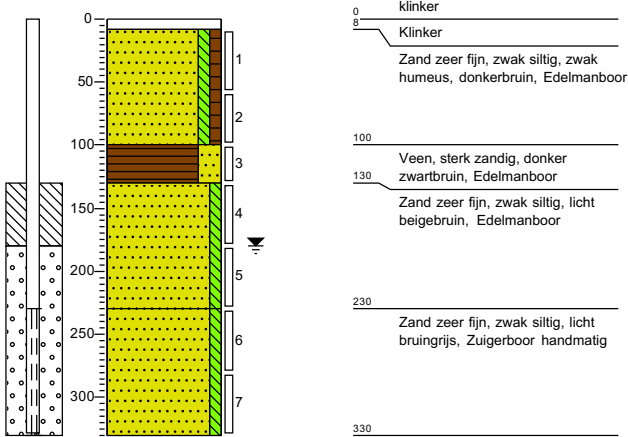 0
50
100
150
200
250
300
1
2
3
4
5
6
7
klinker
0
8
Klinker
Zand zeer fijn, zwak siltig, zwak
humeus, donkerbruin, Edelmanboor
100
Veen, sterk zandig, donker
zwartbruin, Edelmanboor
130
Zand zeer fijn, zwak siltig, licht
beigebruin, Edelmanboor
230
Zand zeer fijn, zwak siltig, licht
bruingrijs, Zuigerboor handmatig
330